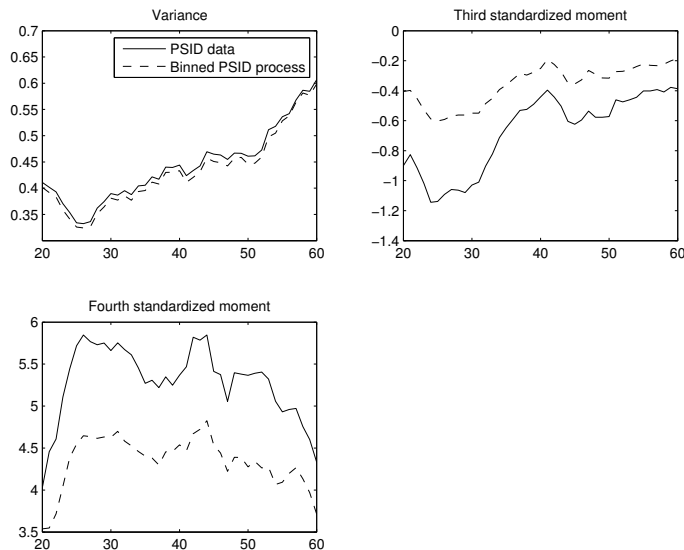 Variance
0.7
0.65
0.6
0.55
0.5
0.45
0.4
0.35
20 30 40 50 60
PSID data
Binned PSID process
Third standardized moment
0
−0.2
−0.4
−0.6
−0.8
−1
−1.2
−1.4
20 30 40 50 60
Fourth standardized moment
6
5.5
5
4.5
4
3.5
20 30 40 50 60